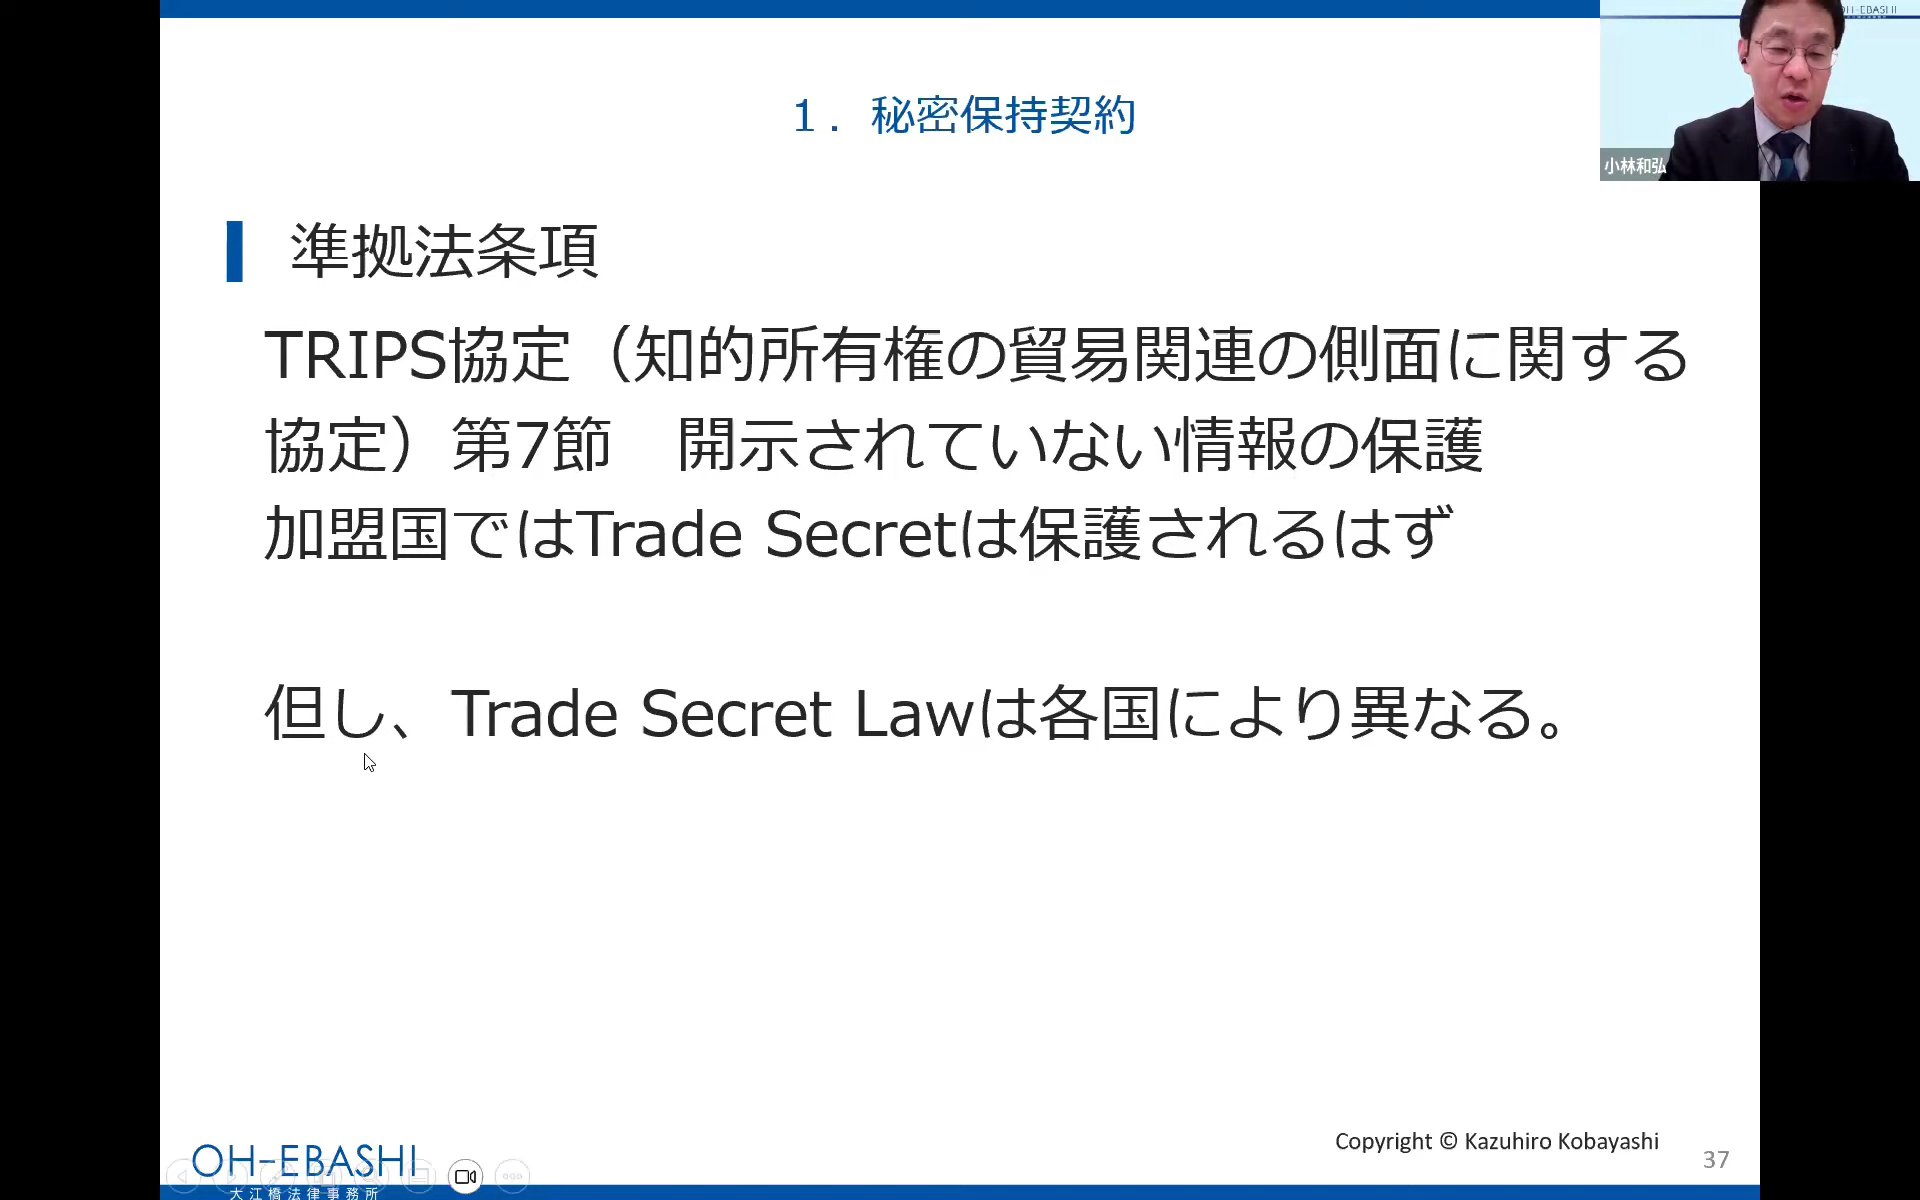 OH-EBASHI
小林和弘
1．秘密保持契約
準拠法条項
TRIPS協定（知的所有権の貿易関連の側面に関する
協定）第7節　開示されていない情報の保護
加盟国ではTrade Secretは保護されるはず
但し、Trade Secret Lawは各国により異なる。
Copyright © Kazuhiro Kobayashi
37
OH-EBASHI
大江橋法律事務所